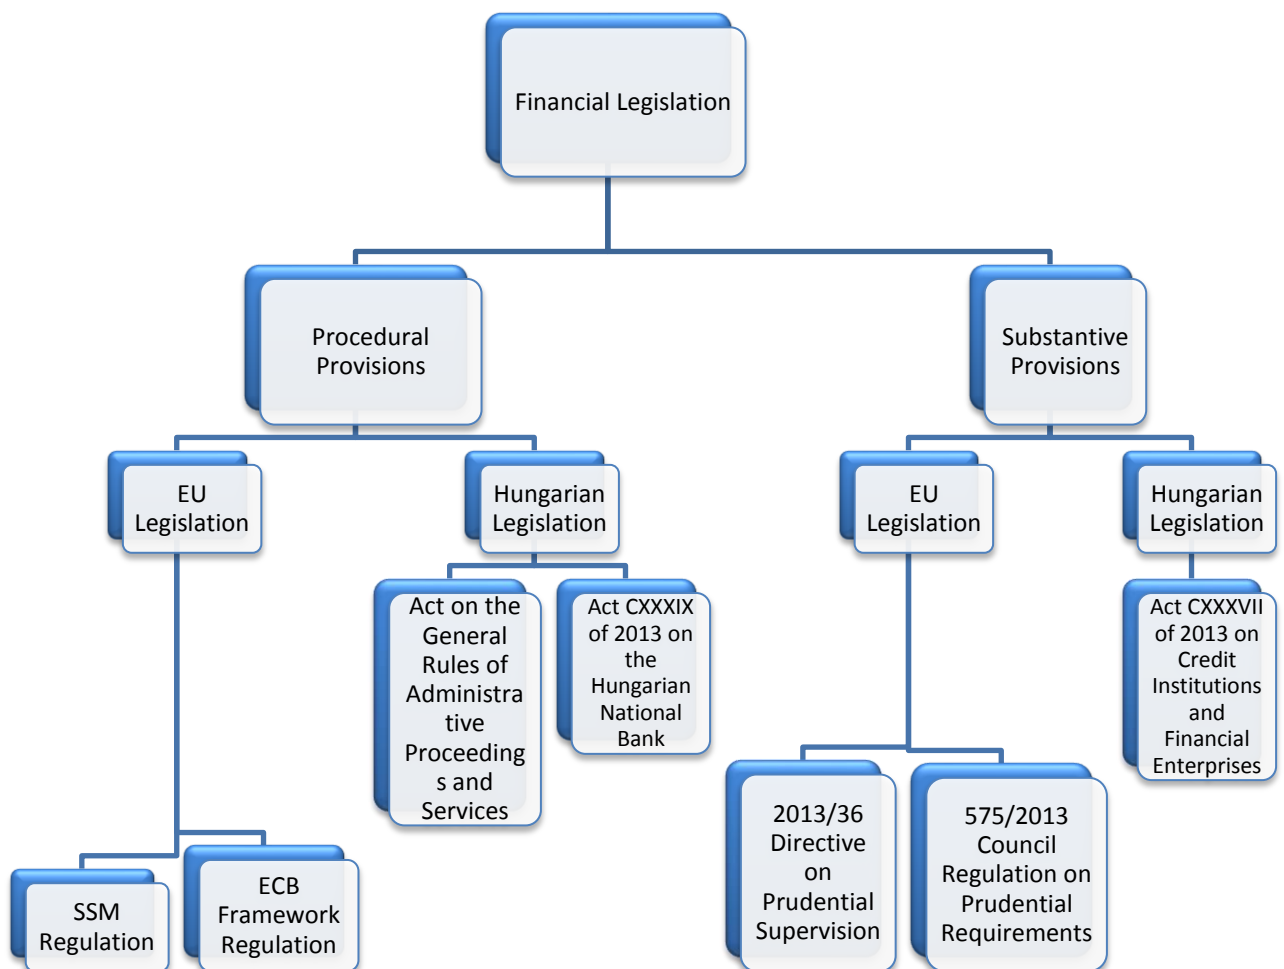 Financial Legislation
Procedural
Provisions
Substantive
Provisions
EU
Legislation
Hungarian
Legislation
EU
Legislation
Hungarian
Legislation
Act on the
General
Rules of
Administra
tive
Proceeding
s and
Services
Act CXXXIX
of 2013 on
the
Hungarian
National
Bank
Act CXXXVII
of 2013 on
Credit
Institutions
and
Financial
Enterprises
2013/36
Directive
on
Prudential
Supervision
575/2013
Council
Regulation on
Prudential
Requirements
SSM
Regulation
ECB
Framework
Regulation